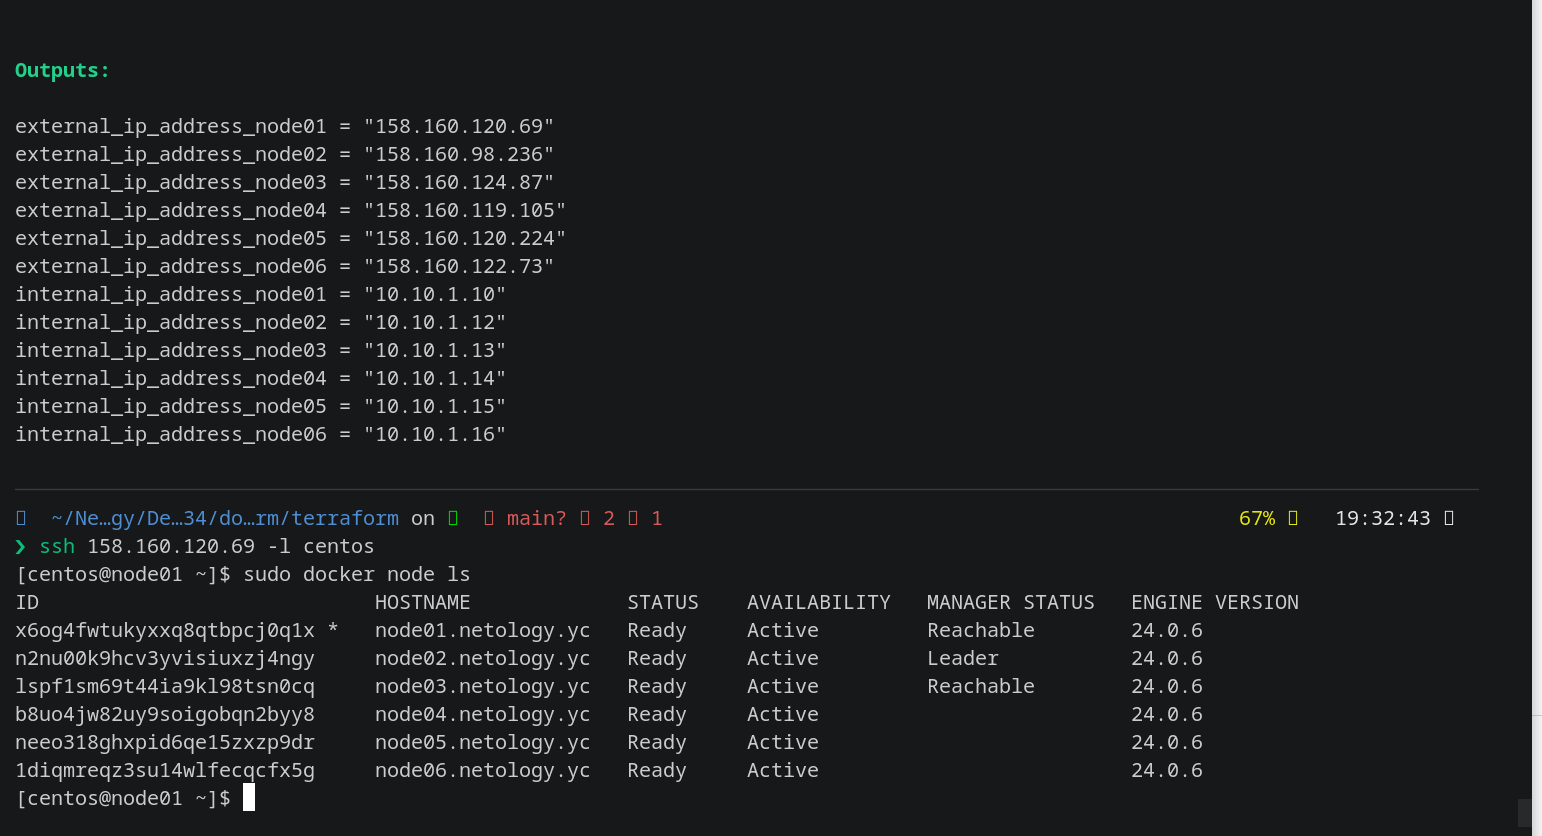 Outputs:
external_ip_address_node01 = "158.160.120.69"
external_ip_address_node02 = "158.160.98.236"
external_ip_address_node03 = "158.160.124.87"
external_ip_address_node04 = "158.160.119.105"
external_ip_address_node05 = "158.160.120.224"
external_ip_address_node06 = "158.160.122.73"
internal_ip_address_node01 = "10.10.1.10"
internal_ip_address_node02 = "10.10.1.12"
internal_ip_address_node03 = "10.10.1.13"
internal_ip_address_node04 = "10.10.1.14"
internal_ip_address_node05 = "10.10.1.15"
internal_ip_address_node06 = "10.10.1.16"
~/Ne…gy/De…34/do…rm/terraform on main? 2 1 67% 19:32:43
❯ ssh 158.160.120.69 -l centos
[centos@node01 ~]$ sudo docker node ls
ID HOSTNAME STATUS AVAILABILITY MANAGER STATUS ENGINE VERSION
x6og4fwtukyxxq8qtbpcj0q1x * node01.netology.yc Ready Active Reachable 24.0.6
n2nu00k9hcv3yvisiuxzj4ngy node02.netology.yc Ready Active Leader 24.0.6
lspf1sm69t44ia9kl98tsn0cq node03.netology.yc Ready Active Reachable 24.0.6
b8uo4jw82uy9soigobqn2byy8 node04.netology.yc Ready Active 24.0.6
neeo318ghxpid6qe15zxzp9dr node05.netology.yc Ready Active 24.0.6
1diqmreqz3su14wlfecqcfx5g node06.netology.yc Ready Active 24.0.6
[centos@node01 ~]$